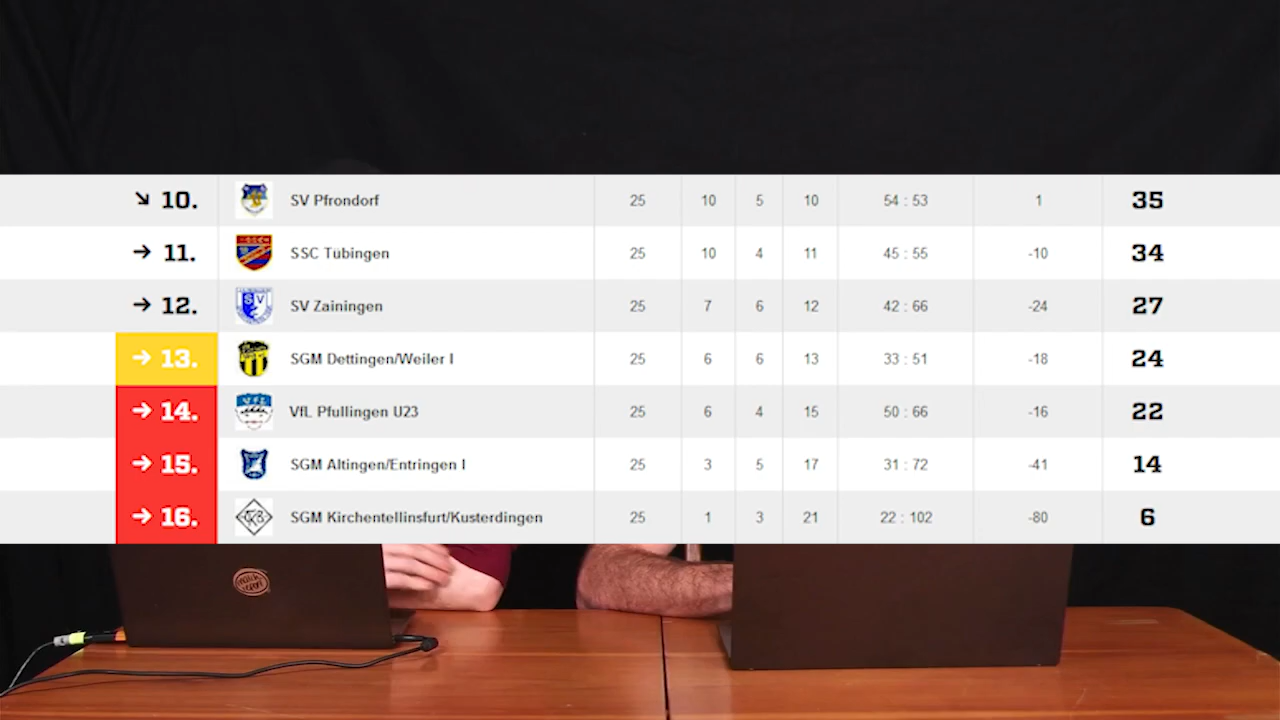 10. SV Pfrondorf 25 10 5 10 54 : 53 1 35
11. SSC Tübingen 25 10 4 11 45 : 55 -10 34
12. SV Zainingen 25 7 6 12 42 : 66 -24 27
13. SGM Dettingen/Weiler I 25 6 6 13 33 : 51 -18 24
14. VfL Pfullingen U23 25 6 4 15 50 : 66 -16 22
15. SGM Altingen/Entringen I 25 3 5 17 31 : 72 -41 14
16. SGM Kirchentellinsfurt/Kusterdingen 25 1 3 21 22 : 102 -80 6